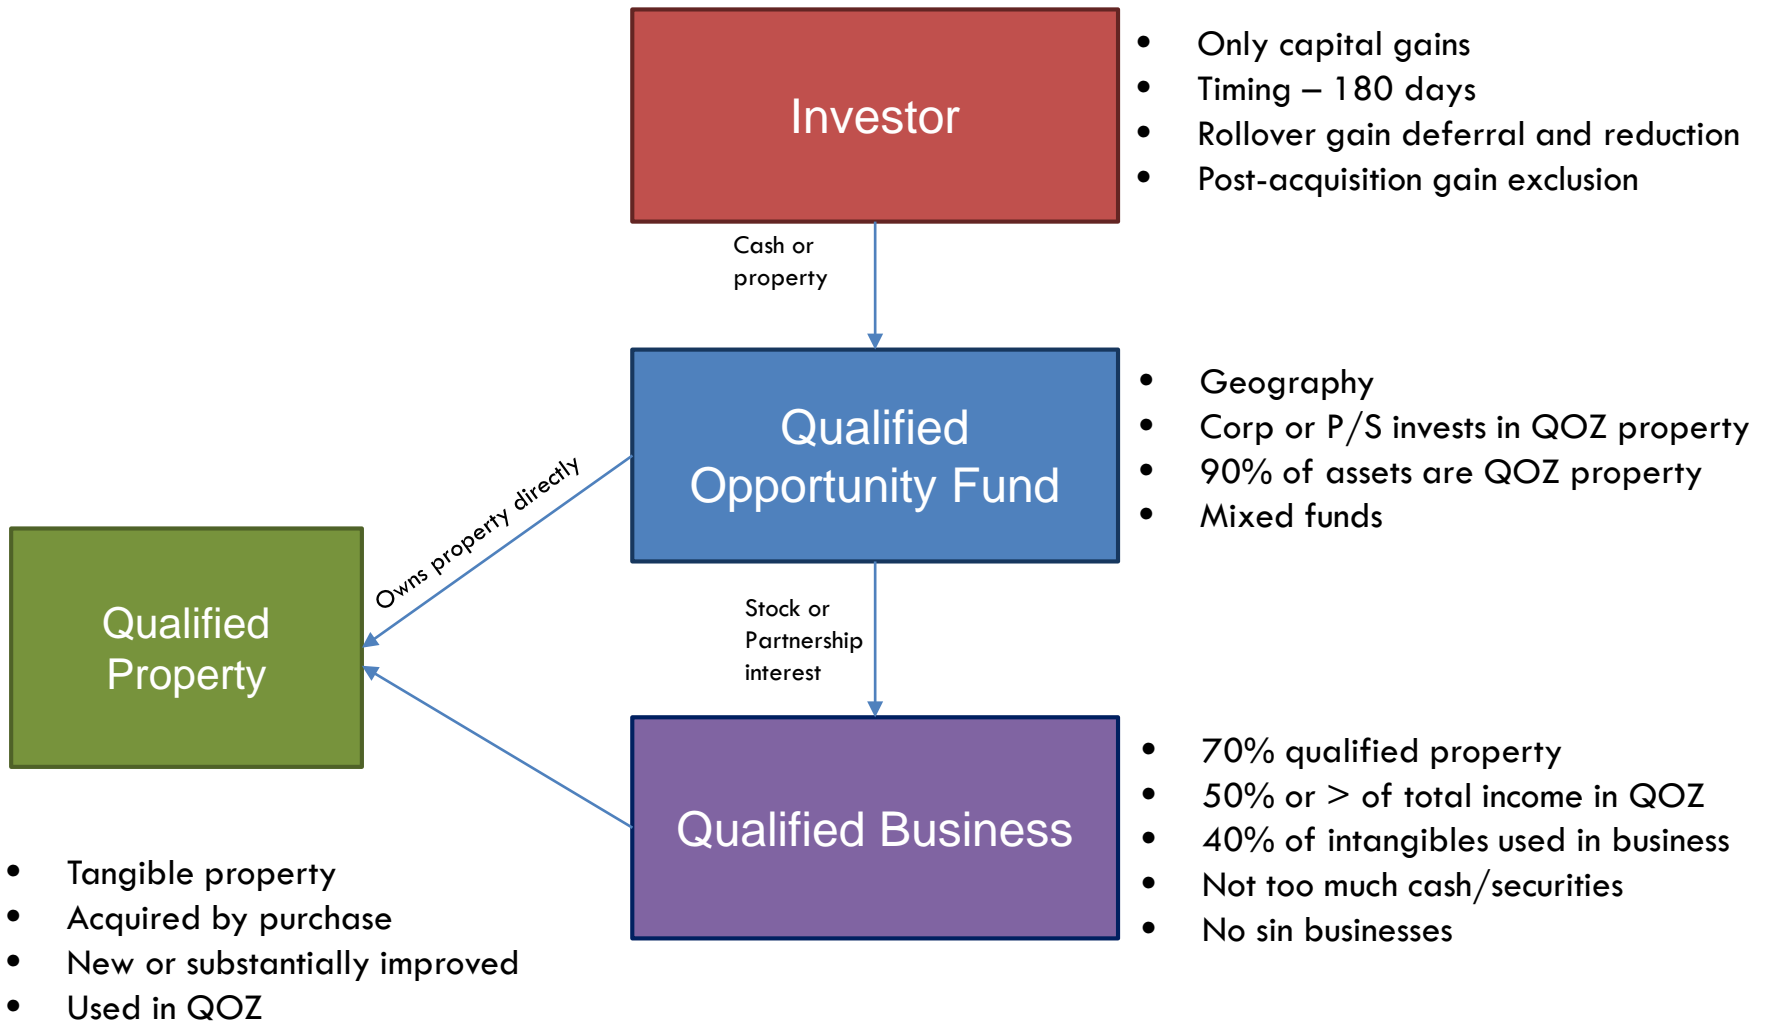 Investor
• Only capital gains
• Timing – 180 days
• Rollover gain deferral and reduction
• Post-acquisition gain exclusion
Cash or
property
Qualified
Opportunity Fund
• Geography
• Corp or P/S invests in QOZ property
• 90% of assets are QOZ property
• Mixed funds
Owns property directly
Qualified
Property
Stock or
Partnership
interest
Qualified Business
• 70% qualified property
• 50% or > of total income in QOZ
• 40% of intangibles used in business
• Not too much cash/securities
• No sin businesses
• Tangible property
• Acquired by purchase
• New or substantially improved
• Used in QOZ